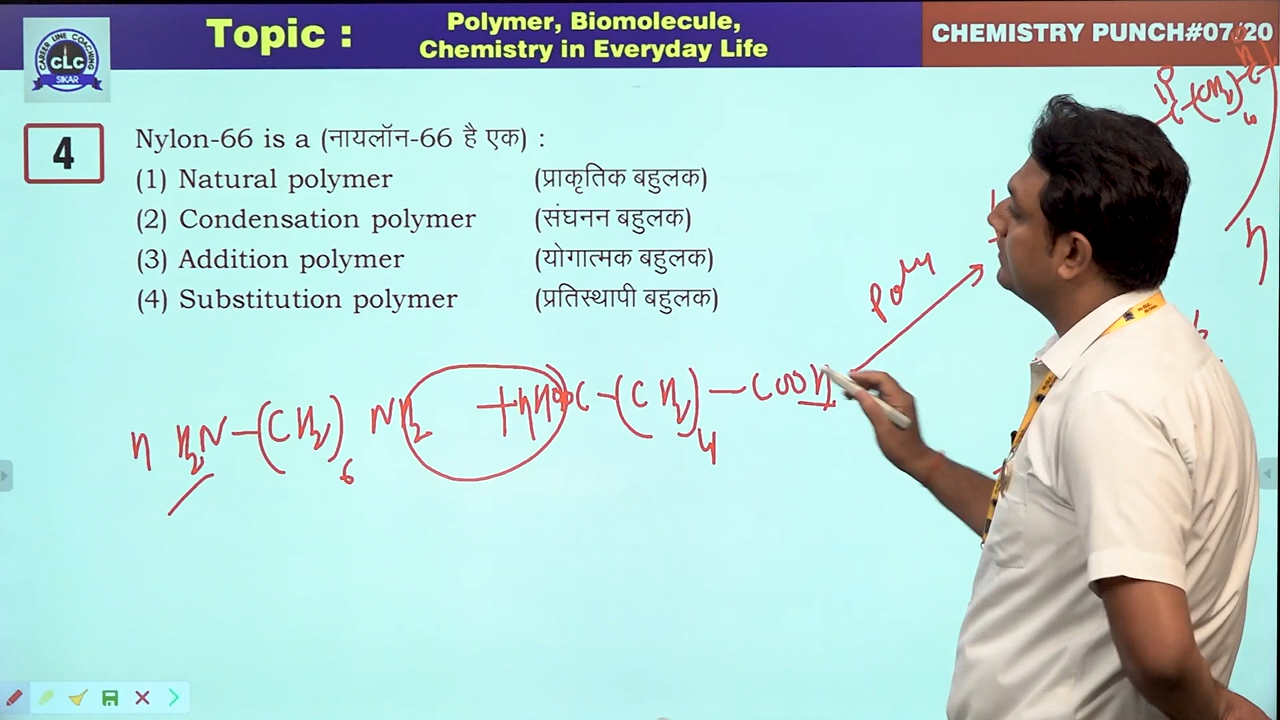 CAREER LINE COACHING
CLC
SIKAR
Topic :
Polymer, Biomolecule,
Chemistry in Everyday Life
CHEMISTRY PUNCH#07/20
4
Nylon-66 is a (नायलॉन-66 है एक) :
(1) Natural polymer (प्राकृतिक बहुलक)
(2) Condensation polymer (संघनन बहुलक)
(3) Addition polymer (योगात्मक बहुलक)
(4) Substitution polymer (प्रतिस्थापी बहुलक)
Poly
n H2N-(CH2)6 NH2 + nHOOC-(CH2)4-COOH
n